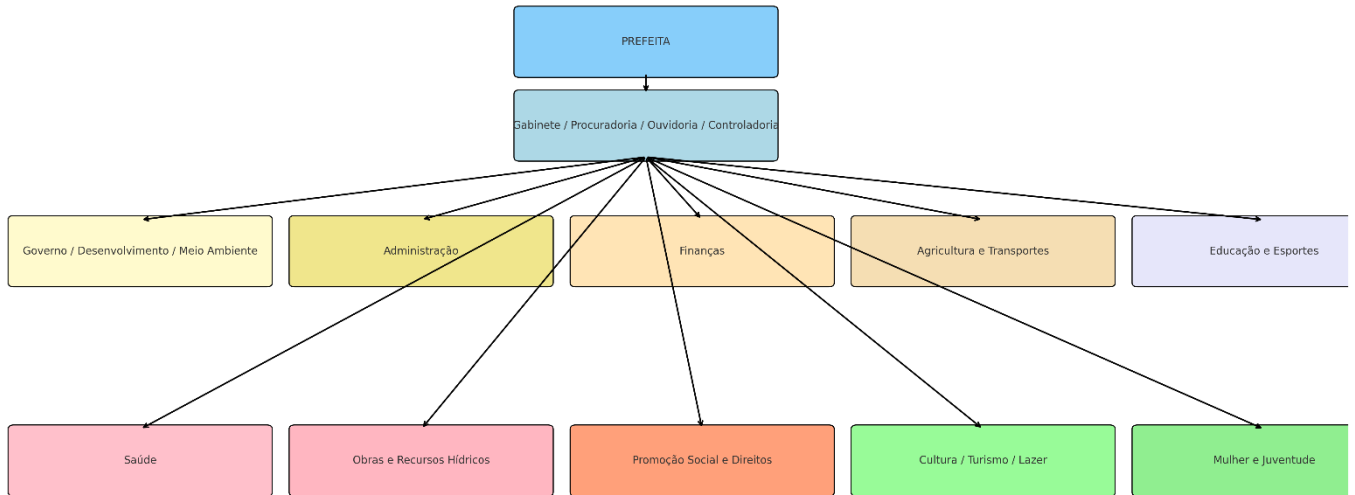 PREFEITA
Gabinete / Procuradoria / Ouvidoria / Controladoria
Governo / Desenvolvimento / Meio Ambiente
Administração
Finanças
Agricultura e Transportes
Educação e Esportes
Saúde
Obras e Recursos Hídricos
Promoção Social e Direitos
Cultura / Turismo / Lazer
Mulher e Juventude